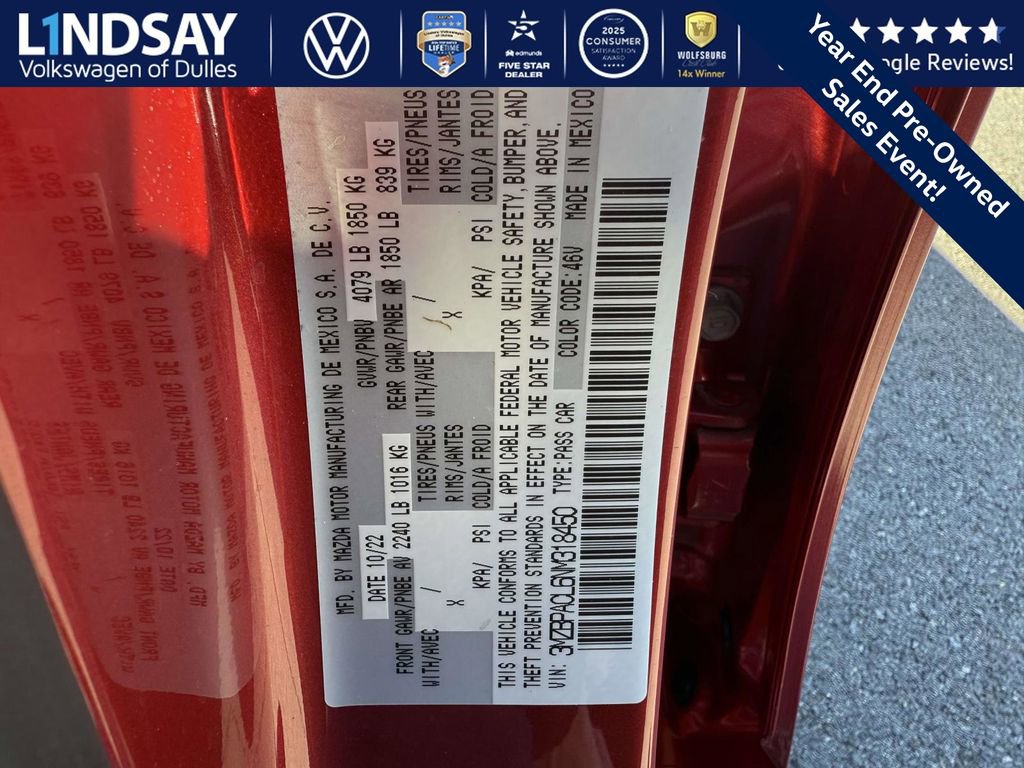 LINDSAY
Volkswagen of Dulles
LIFETIME
edmunds
FIVE STAR
DEALER
2025
CONSUMER
SATISFACTION
AWARD
WOLFSBURG
14x Winner
Google Reviews!
Year End Pre-Owned
Sales Event!
MFD. BY MAZDA MOTOR MANUFACTURING DE MEXICO S.A. DE C.V.
DATE 10/22 GVWR/PNBV 4079 LB 1850 KG
FRONT GAWR/PNBE AV 2240 LB 1016 KG REAR GAWR/PNBE AR 1850 LB 839 KG
WITH/AVEC / TIRES/PNEUS WITH/AVEC / TIRES/PNEUS
X RIMS/JANTES X RIMS/JANTES
KPA/ PSI COLD/A FROID KPA/ PSI COLD/A FROID
THIS VEHICLE CONFORMS TO ALL APPLICABLE FEDERAL MOTOR VEHICLE SAFETY, BUMPER, AND
THEFT PREVENTION STANDARDS IN EFFECT ON THE DATE OF MANUFACTURE SHOWN ABOVE.
VIN: 3MZBPACL6NM318450 TYPE:PASS CAR COLOR CODE:46V MADE IN MEXICO